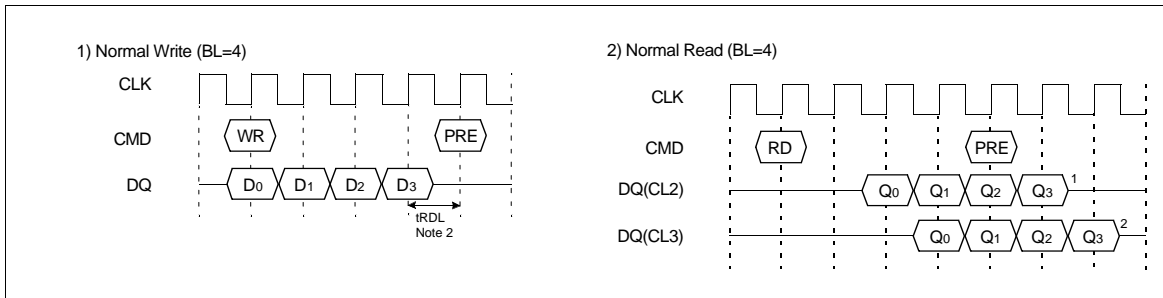 1) Normal Write (BL=4)
CLK
CMD
WR
PRE
DQ
D0
D1
D2
D3
tRDL
Note 2
2) Normal Read (BL=4)
CLK
CMD
RD
PRE
DQ(CL2)
Q0
Q1
Q2
Q3
1
DQ(CL3)
Q0
Q1
Q2
Q3
2